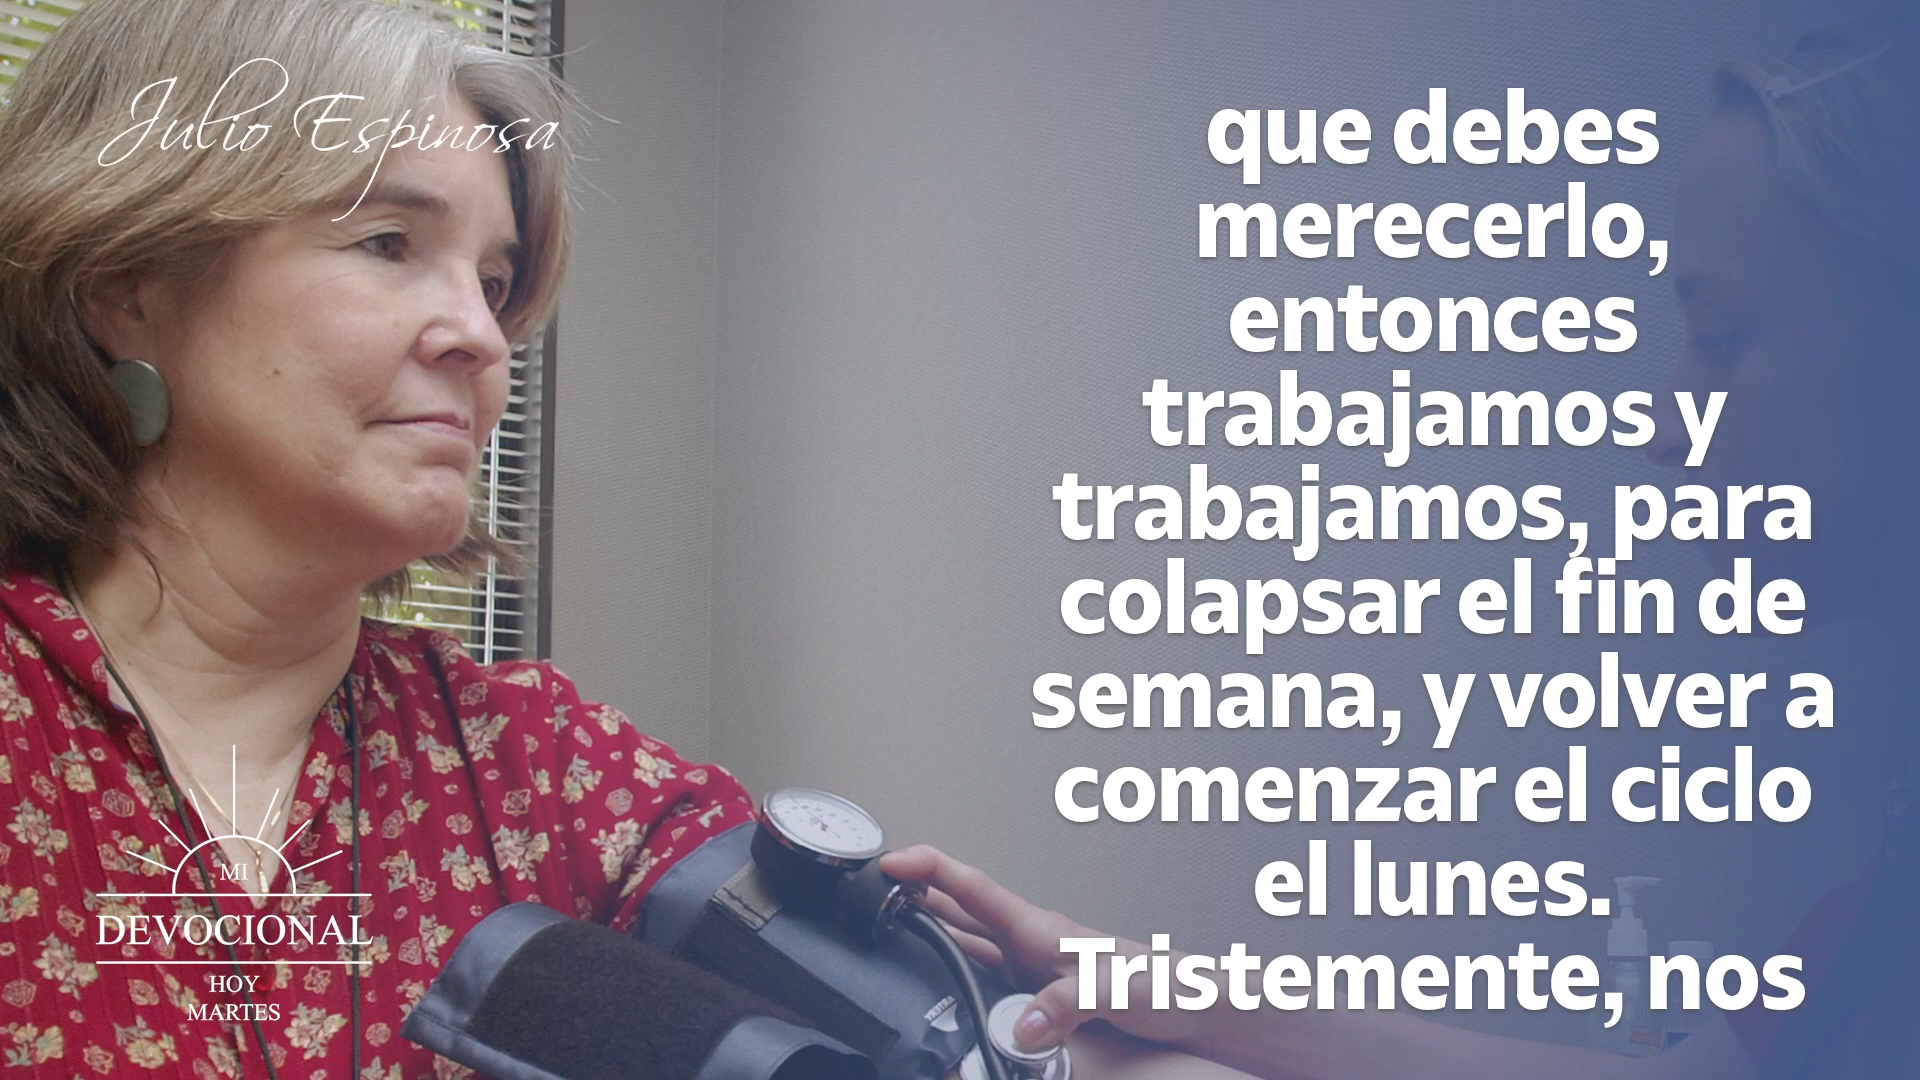 Julio Espinosa
que debes
merecerlo,
entonces
trabajamos y
trabajamos, para
colapsar el fin de
semana, y volver a
comenzar el ciclo
el lunes.
Tristemente, nos
MI
DEVOCIONAL
HOY
MARTES